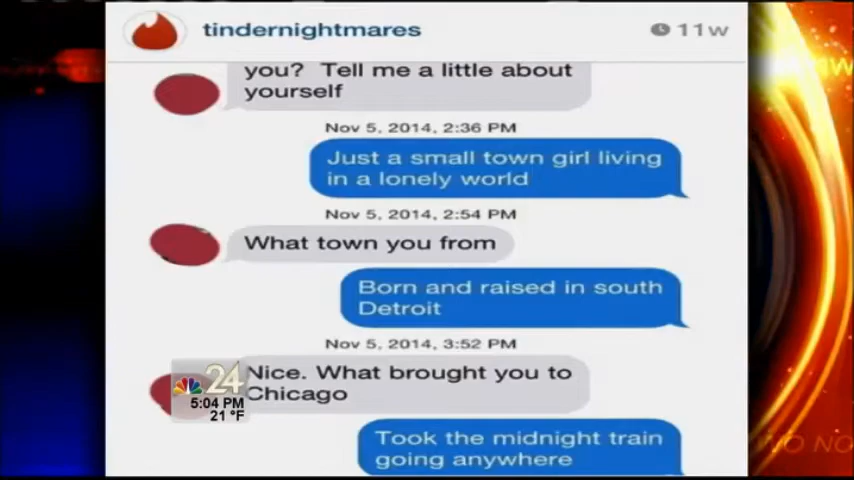 tindernightmares
11w
you? Tell me a little about
yourself
Nov 5, 2014, 2:36 PM
Just a small town girl living
in a lonely world
Nov 5, 2014, 2:54 PM
What town you from
Born and raised in south
Detroit
Nov 5, 2014, 3:52 PM
Nice. What brought you to
Chicago
Took the midnight train
going anywhere
24
5:04 PM
21 °F
NO NO